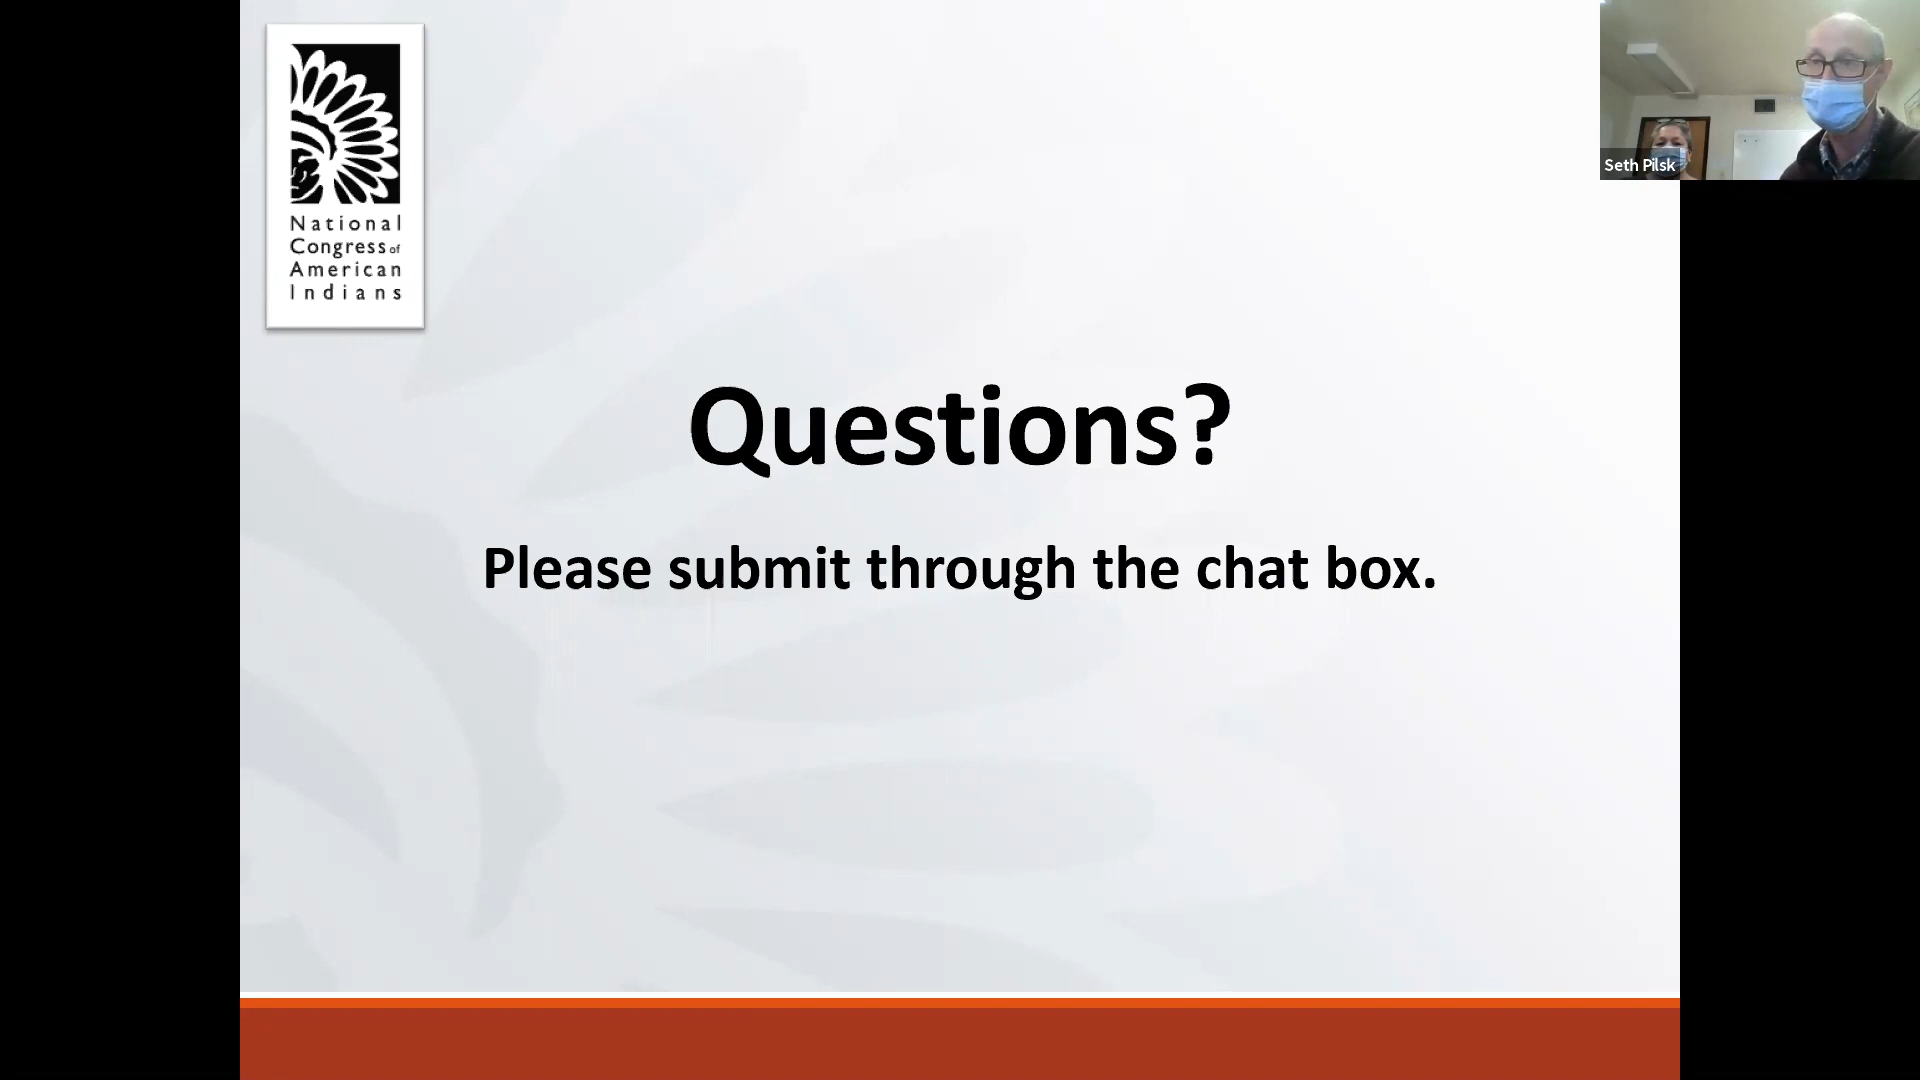 National
Congress of
American
Indians
Questions?
Please submit through the chat box.
Seth Pilsk